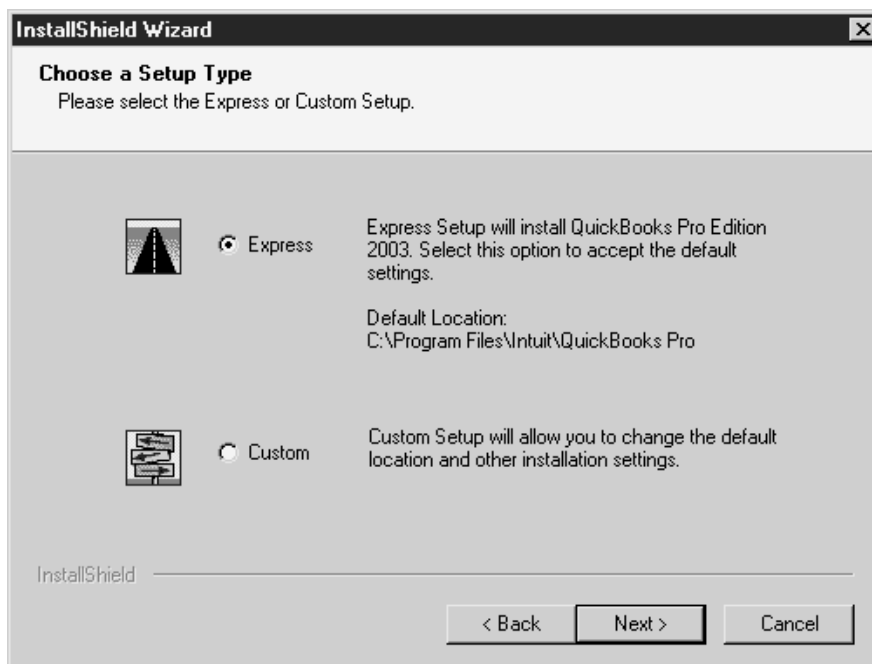 InstallShield Wizard
Choose a Setup Type
Please select the Express or Custom Setup.
Express
Express Setup will install QuickBooks Pro Edition
2003. Select this option to accept the default
settings.
Default Location:
C:\Program Files\Intuit\QuickBooks Pro
Custom
Custom Setup will allow you to change the default
location and other installation settings.
InstallShield
< Back
Next >
Cancel